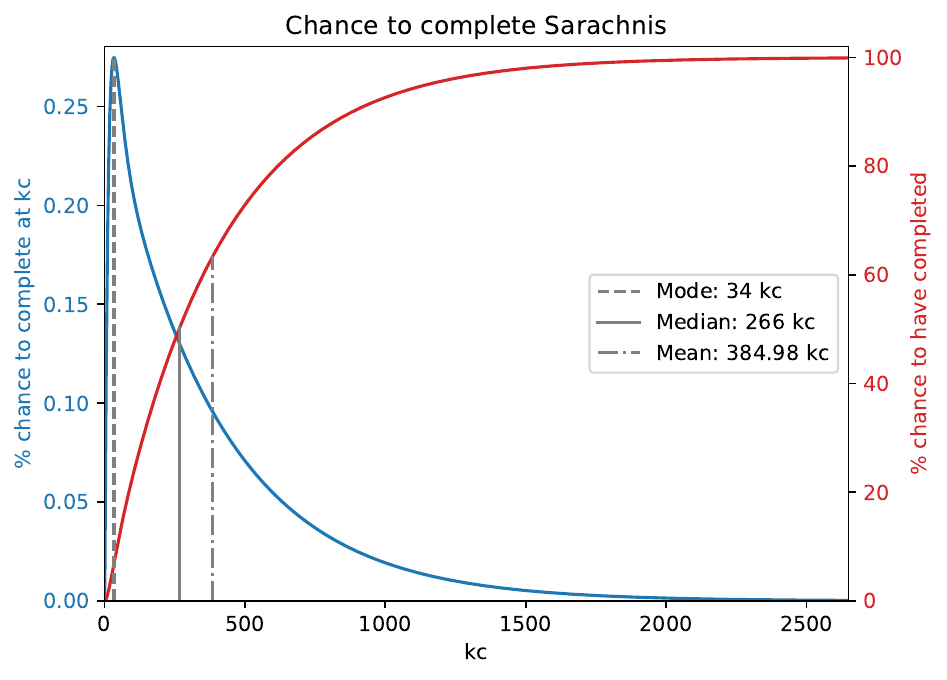 Chance to complete Sarachnis
% chance to complete at kc
0.25
0.20
0.15
0.10
0.05
0.00
100
80
60
40
20
0
% chance to have completed
Mode: 34 kc
Median: 266 kc
Mean: 384.98 kc
0 500 1000 1500 2000 2500
kc